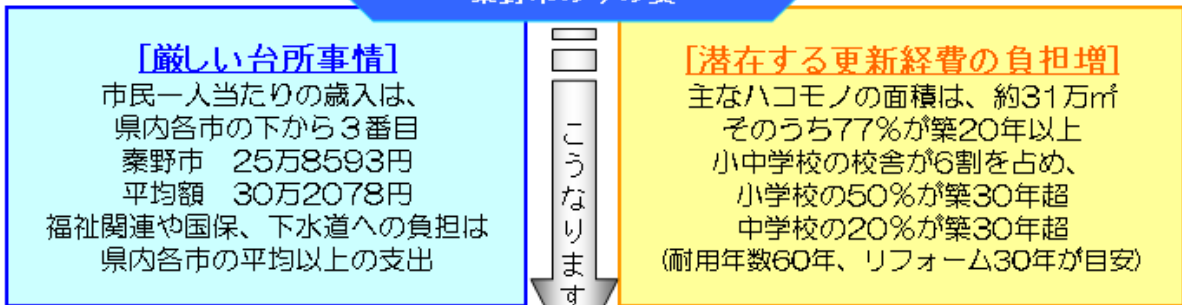 [厳しい台所事情]
市民一人当たりの歳入は、
県内各市の下から3番目
秦野市 25万8593円
平均額 30万2078円
福祉関連や国保、下水道への負担は
県内各市の平均以上の支出
こうなります
[潜在する更新経費の負担増]
主なハコモノの面積は、約31万㎡
そのうち77%が築20年以上
小中学校の校舎が6割を占め、
小学校の50%が築30年超
中学校の20%が築30年超
(耐用年数60年、リフォーム30年が目安)